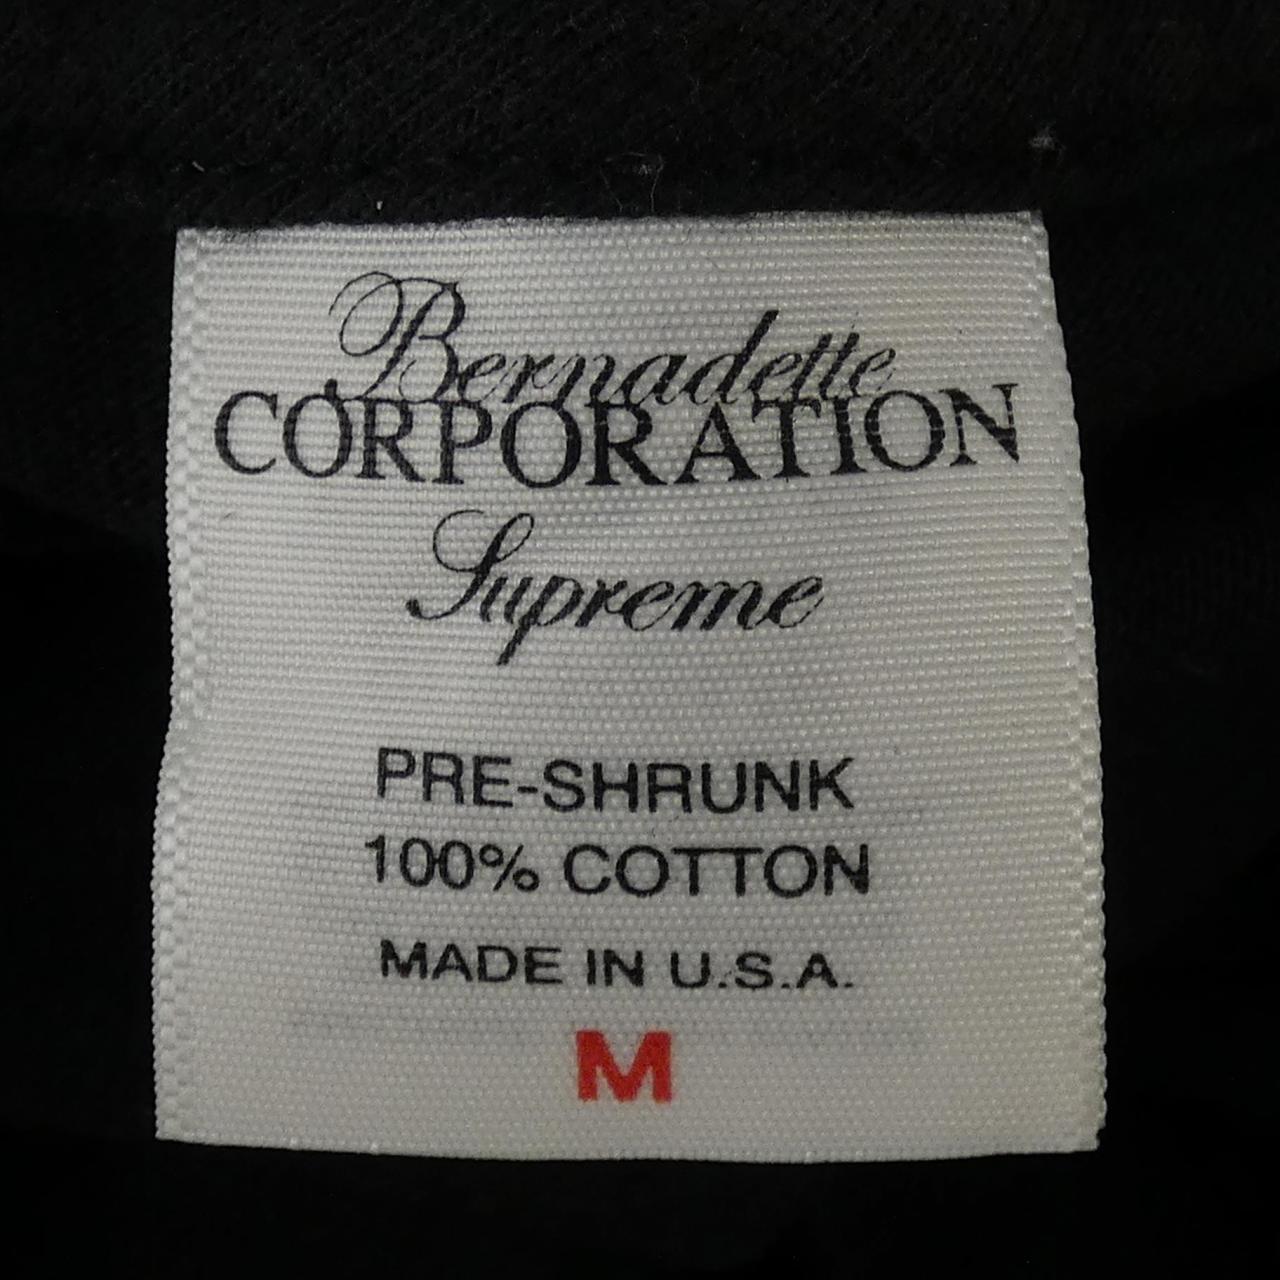 Bernadette
CORPORATION
Supreme
PRE-SHRUNK
100% COTTON
MADE IN U.S.A.
M